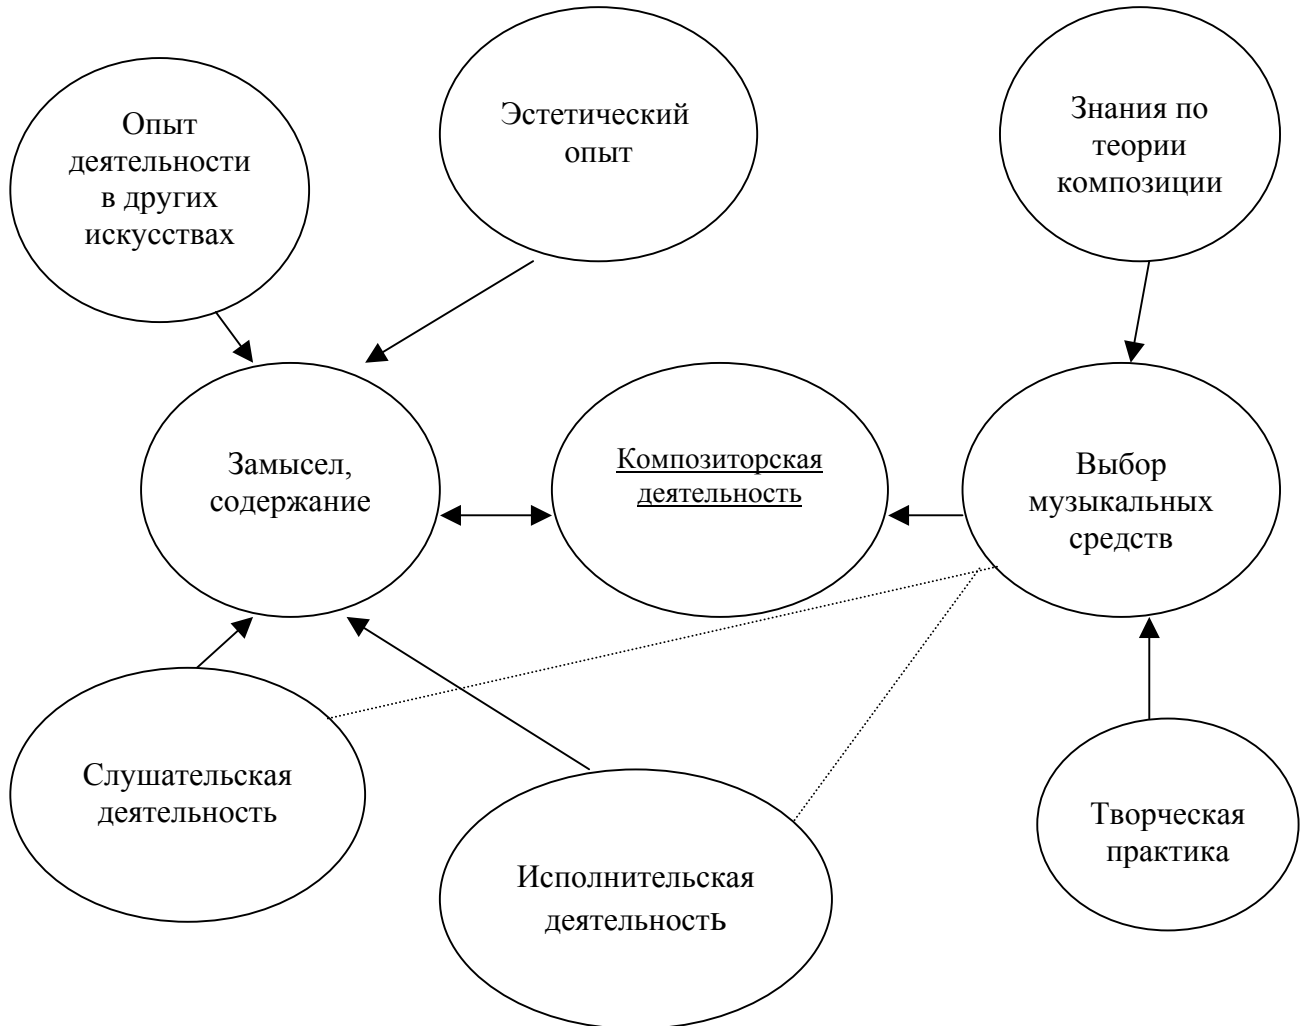 Опыт
деятельности
в других
искусствах
Эстетический
опыт
Знания по
теории
композиции
Замысел,
содержание
Композиторская
деятельность
Выбор
музыкальных
средств
Слушательская
деятельность
Исполнительская
деятельность
Творческая
практика